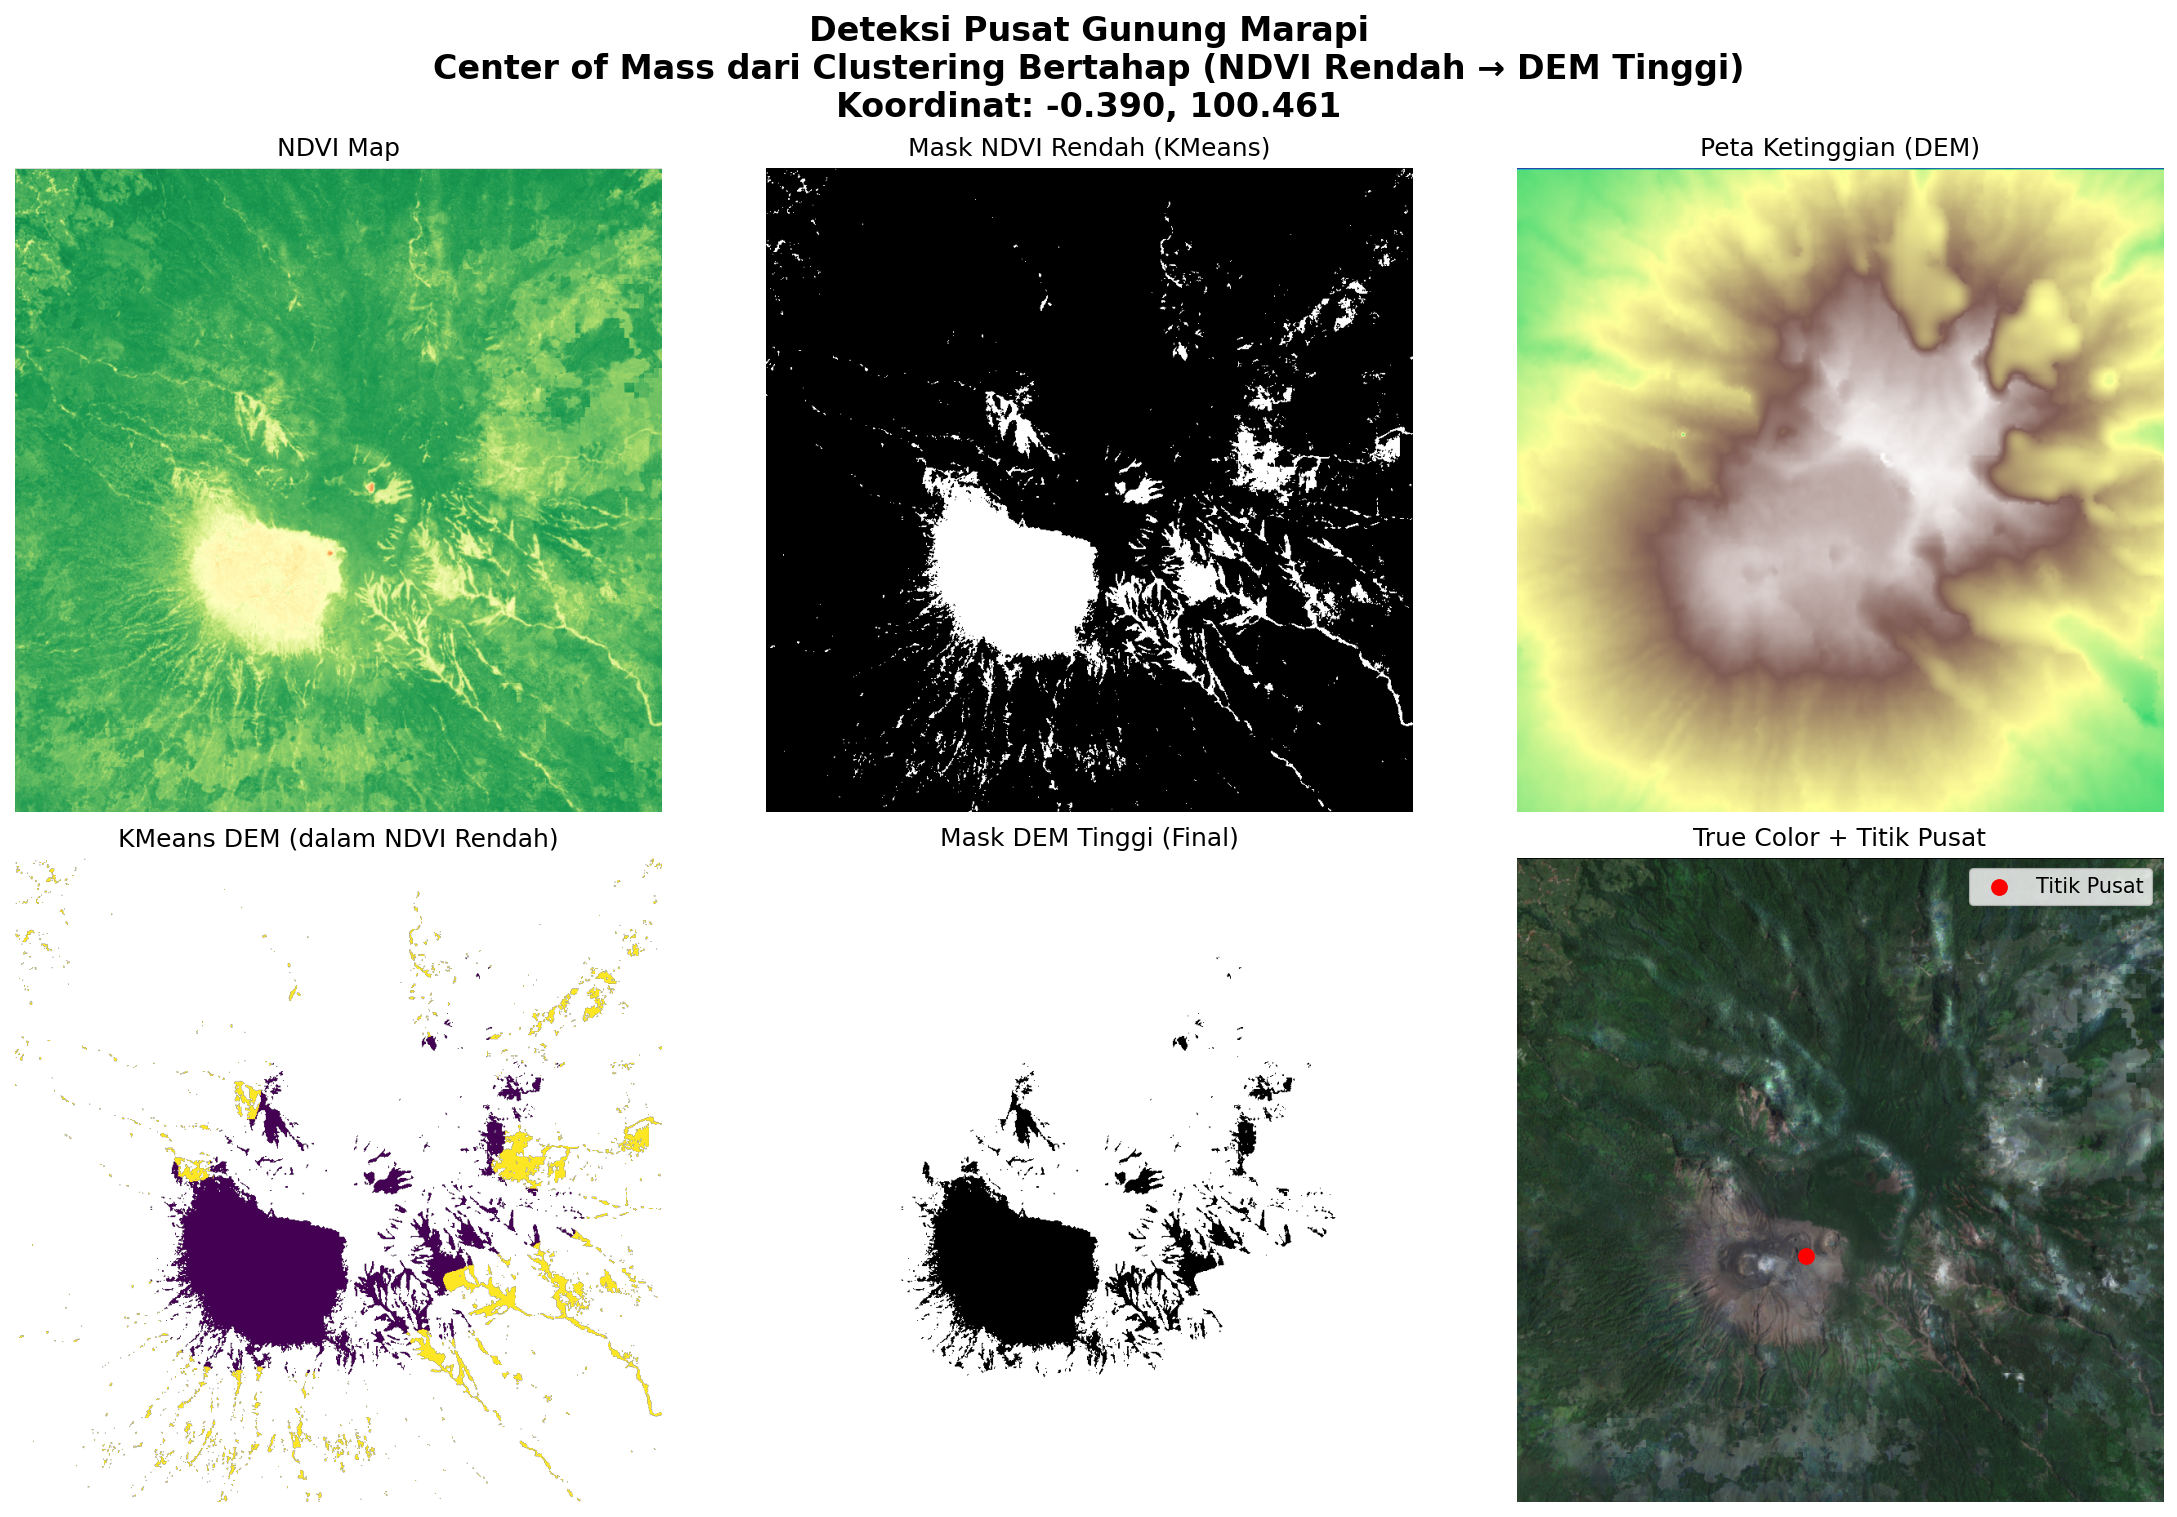 Deteksi Pusat Gunung Marapi
Center of Mass dari Clustering Bertahap (NDVI Rendah → DEM Tinggi)
Koordinat: -0.390, 100.461
NDVI Map
Mask NDVI Rendah (KMeans)
Peta Ketinggian (DEM)
KMeans DEM (dalam NDVI Rendah)
Mask DEM Tinggi (Final)
True Color + Titik Pusat
Titik Pusat